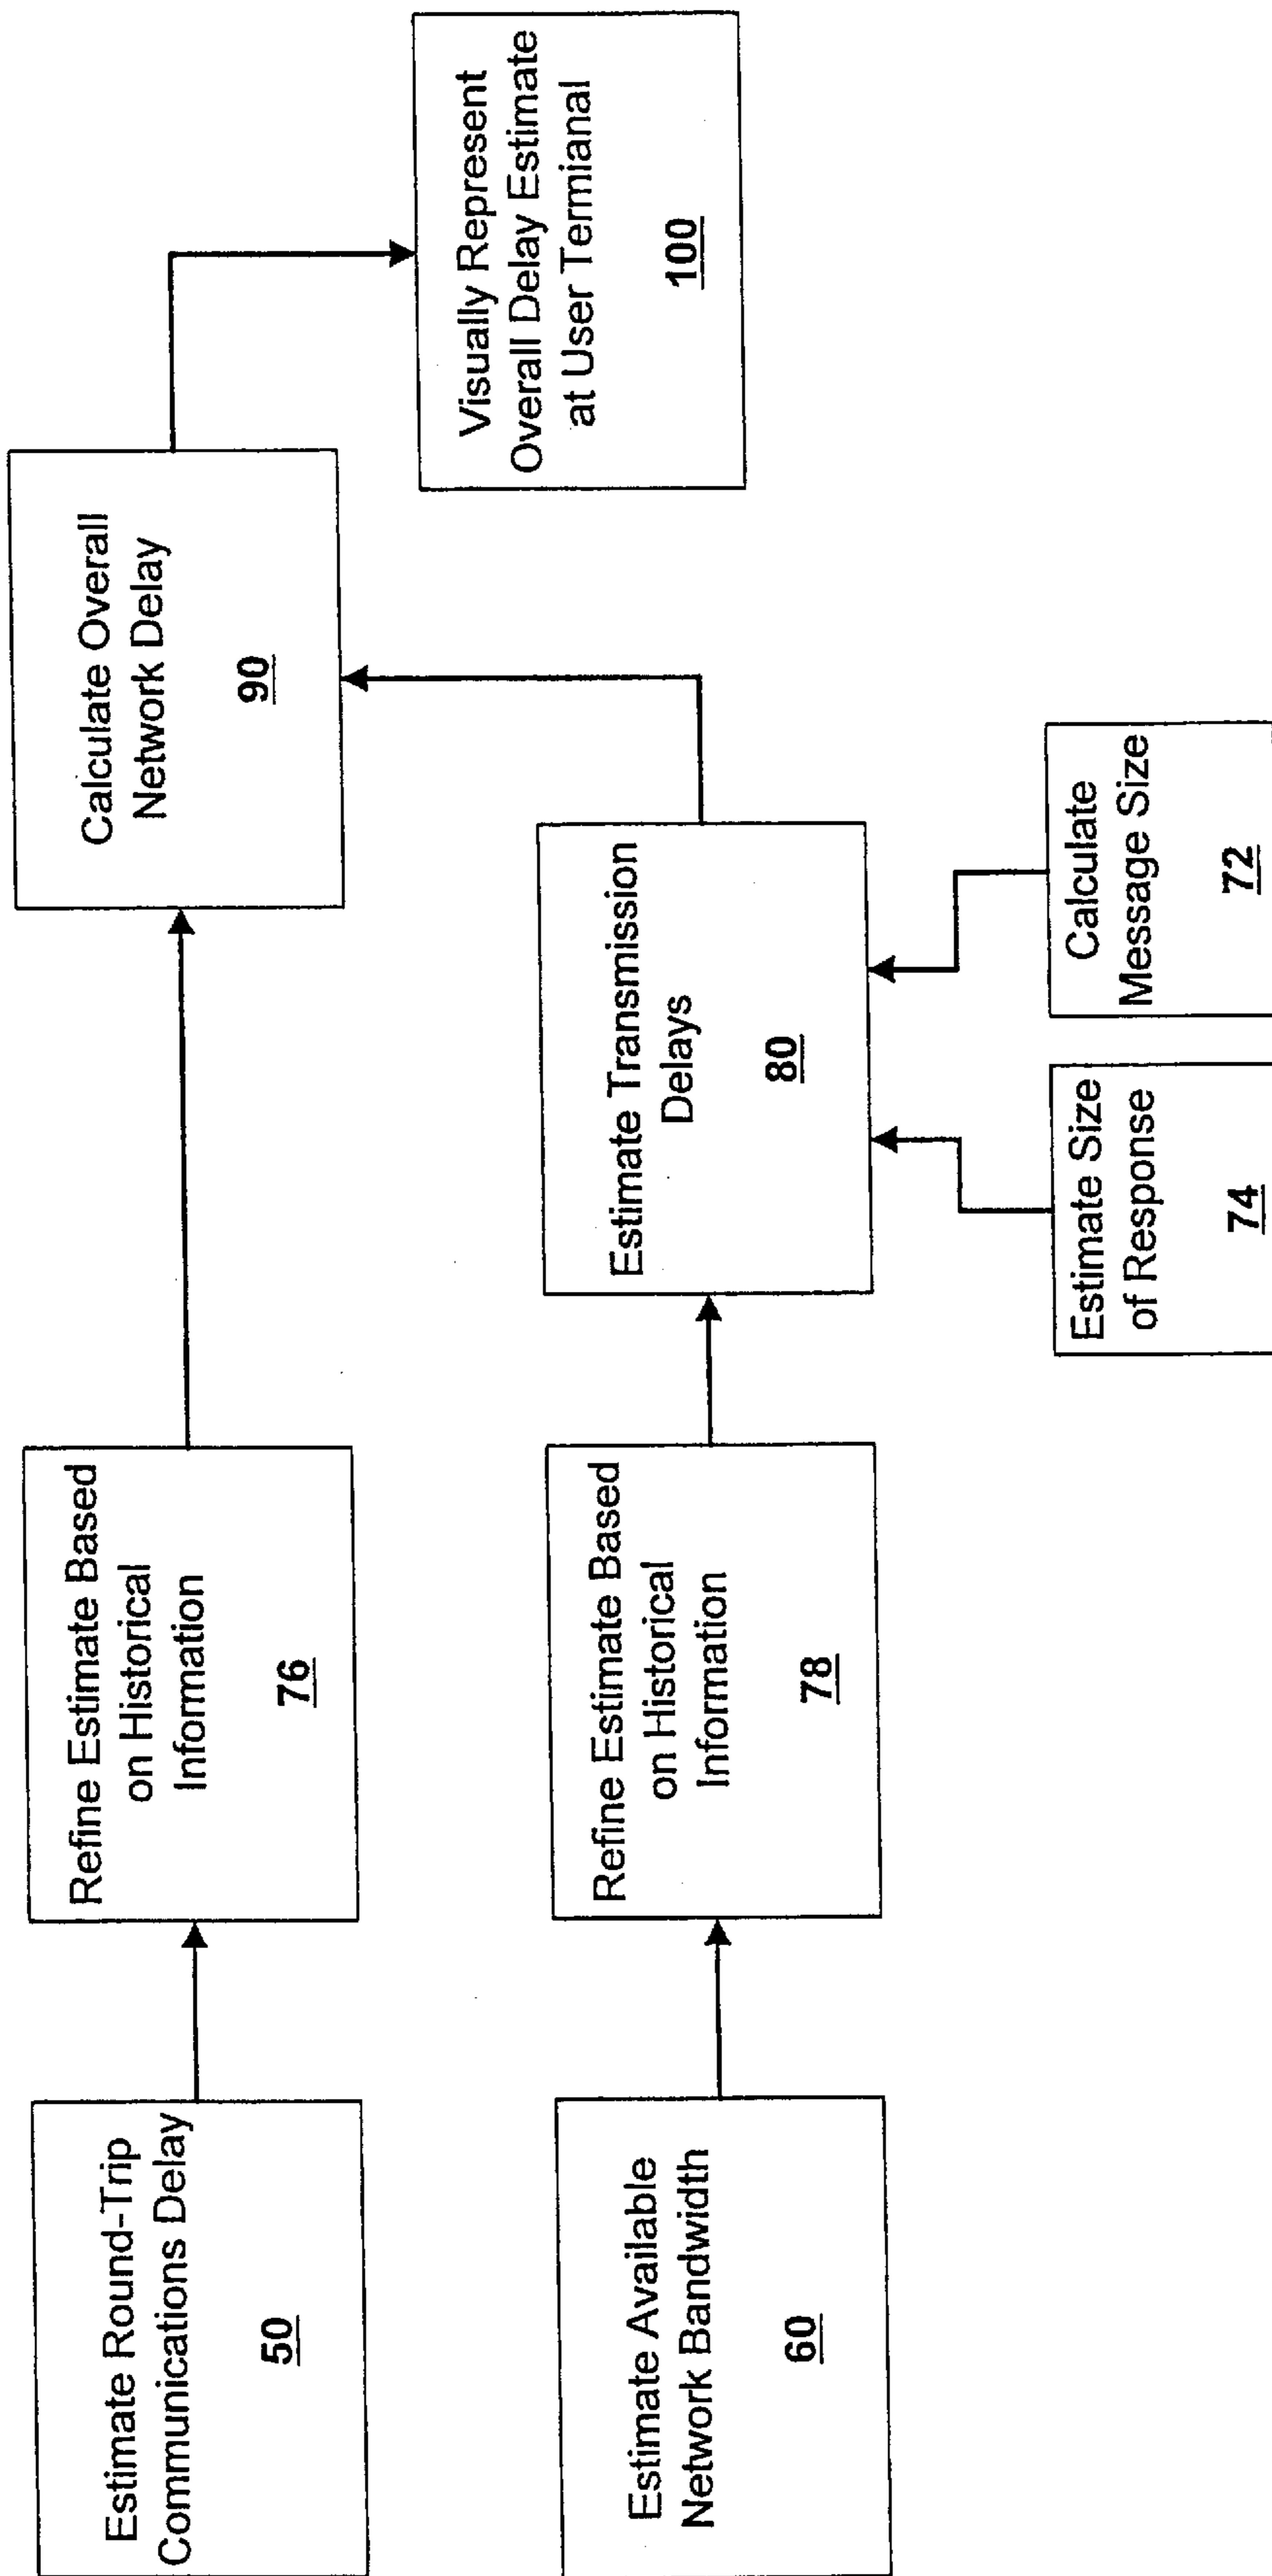 Estimate Round-Trip
Communications Delay
50
Refine Estimate Based
on Historical
Information
76
Calculate Overall
Network Delay
90
Visually Represent
Overall Delay Estimate
at User Termianal
100
Estimate Available
Network Bandwidth
60
Refine Estimate Based
on Historical
Information
78
Estimate Transmission
Delays
80
Estimate Size
of Response
74
Calculate
Message Size
72